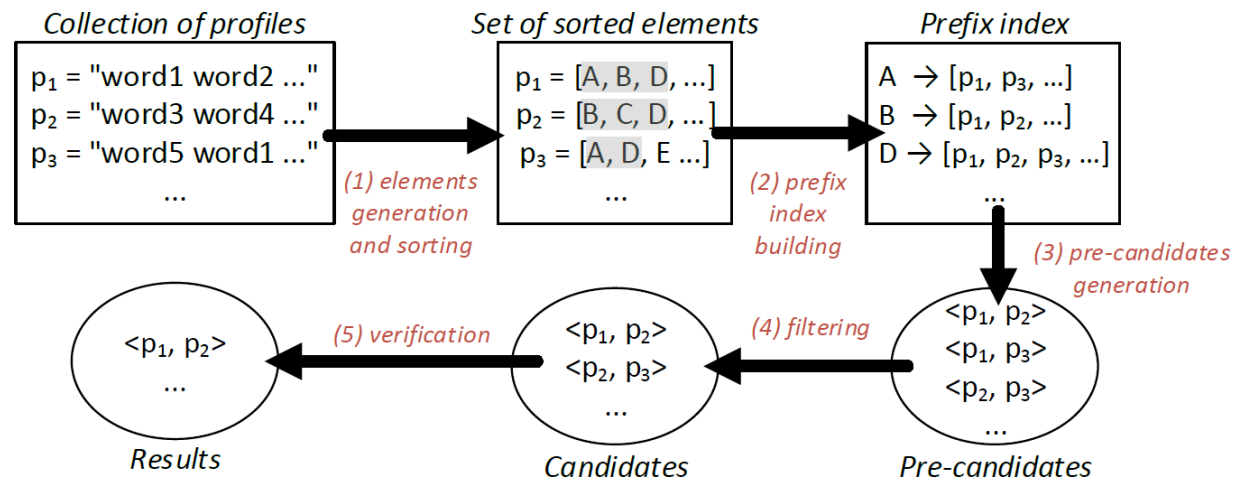 Collection of profiles
p₁ = "word1 word2 ..."
p₂ = "word3 word4 ..."
p₃ = "word5 word1 ..."
...
(1) elements
generation
and sorting
Set of sorted elements
p₁ = [A, B, D, ...]
p₂ = [B, C, D, ...]
p₃ = [A, D, E ...]
...
(2) prefix
index
building
Prefix index
A → [p₁, p₃, ...]
B → [p₁, p₂, ...]
D → [p₁, p₂, p₃, ...]
...
(3) pre-candidates
generation
<p₁, p₂>
<p₁, p₃>
<p₂, p₃>
...
Pre-candidates
(4) filtering
<p₁, p₂>
<p₂, p₃>
...
Candidates
(5) verification
<p₁, p₂>
...
Results